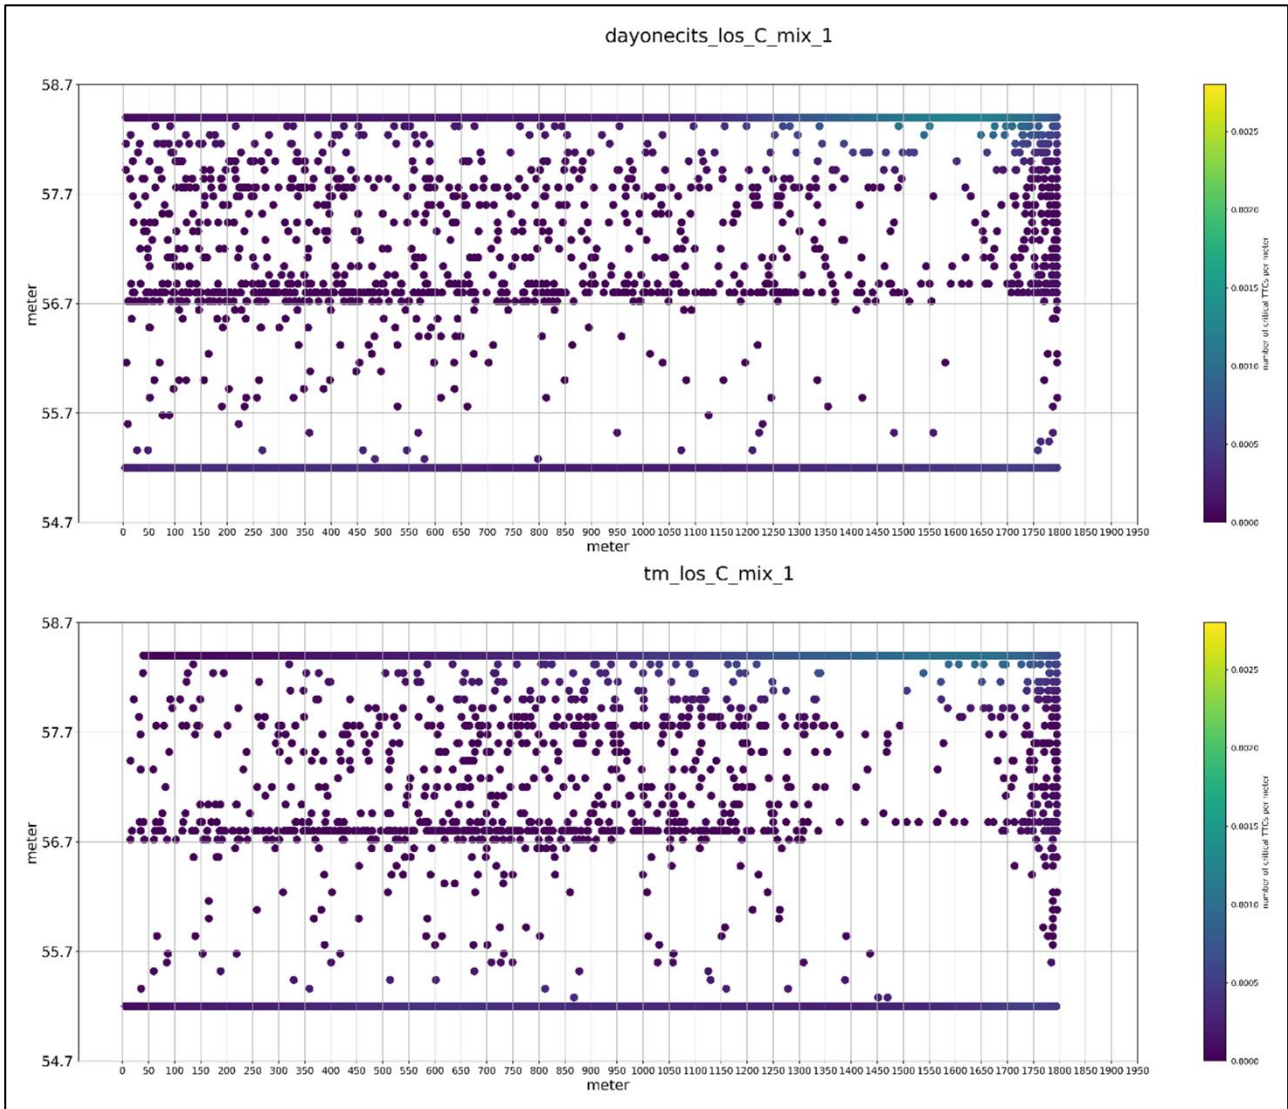 dayonecits_los_C_mix_1
58.7
57.7
56.7
55.7
54.7
meter
0 50 100 150 200 250 300 350 400 450 500 550 600 650 700 750 800 850 900 950 1000 1050 1100 1150 1200 1250 1300 1350 1400 1450 1500 1550 1600 1650 1700 1750 1800 1850 1900 1950
meter
0.0025
0.0020
0.0015
0.0010
0.0005
0.0000
number of critical TTCs per meter
tm_los_C_mix_1
58.7
57.7
56.7
55.7
54.7
meter
0 50 100 150 200 250 300 350 400 450 500 550 600 650 700 750 800 850 900 950 1000 1050 1100 1150 1200 1250 1300 1350 1400 1450 1500 1550 1600 1650 1700 1750 1800 1850 1900 1950
meter
0.0025
0.0020
0.0015
0.0010
0.0005
0.0000
number of critical TTCs per meter